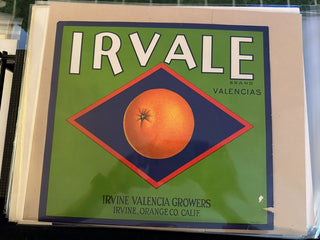 IRVALE
BRAND
VALENCIAS
IRVINE VALENCIA GROWERS
IRVINE, ORANGE CO. CALIF.